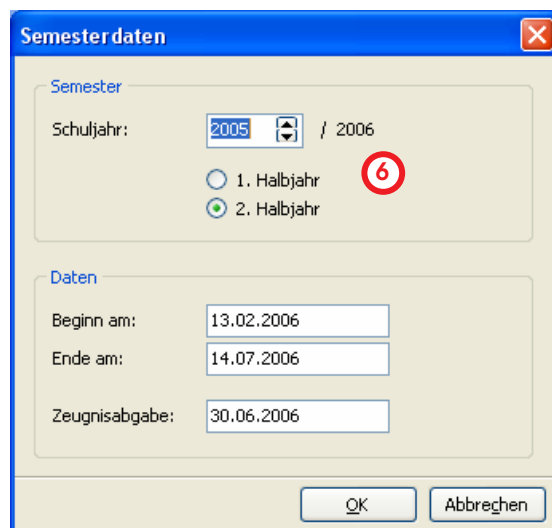 Semesterdaten
Semester
Schuljahr: 2005 / 2006
1. Halbjahr
6
2. Halbjahr
Daten
Beginn am: 13.02.2006
Ende am: 14.07.2006
Zeugnisabgabe: 30.06.2006
OK Abbrechen